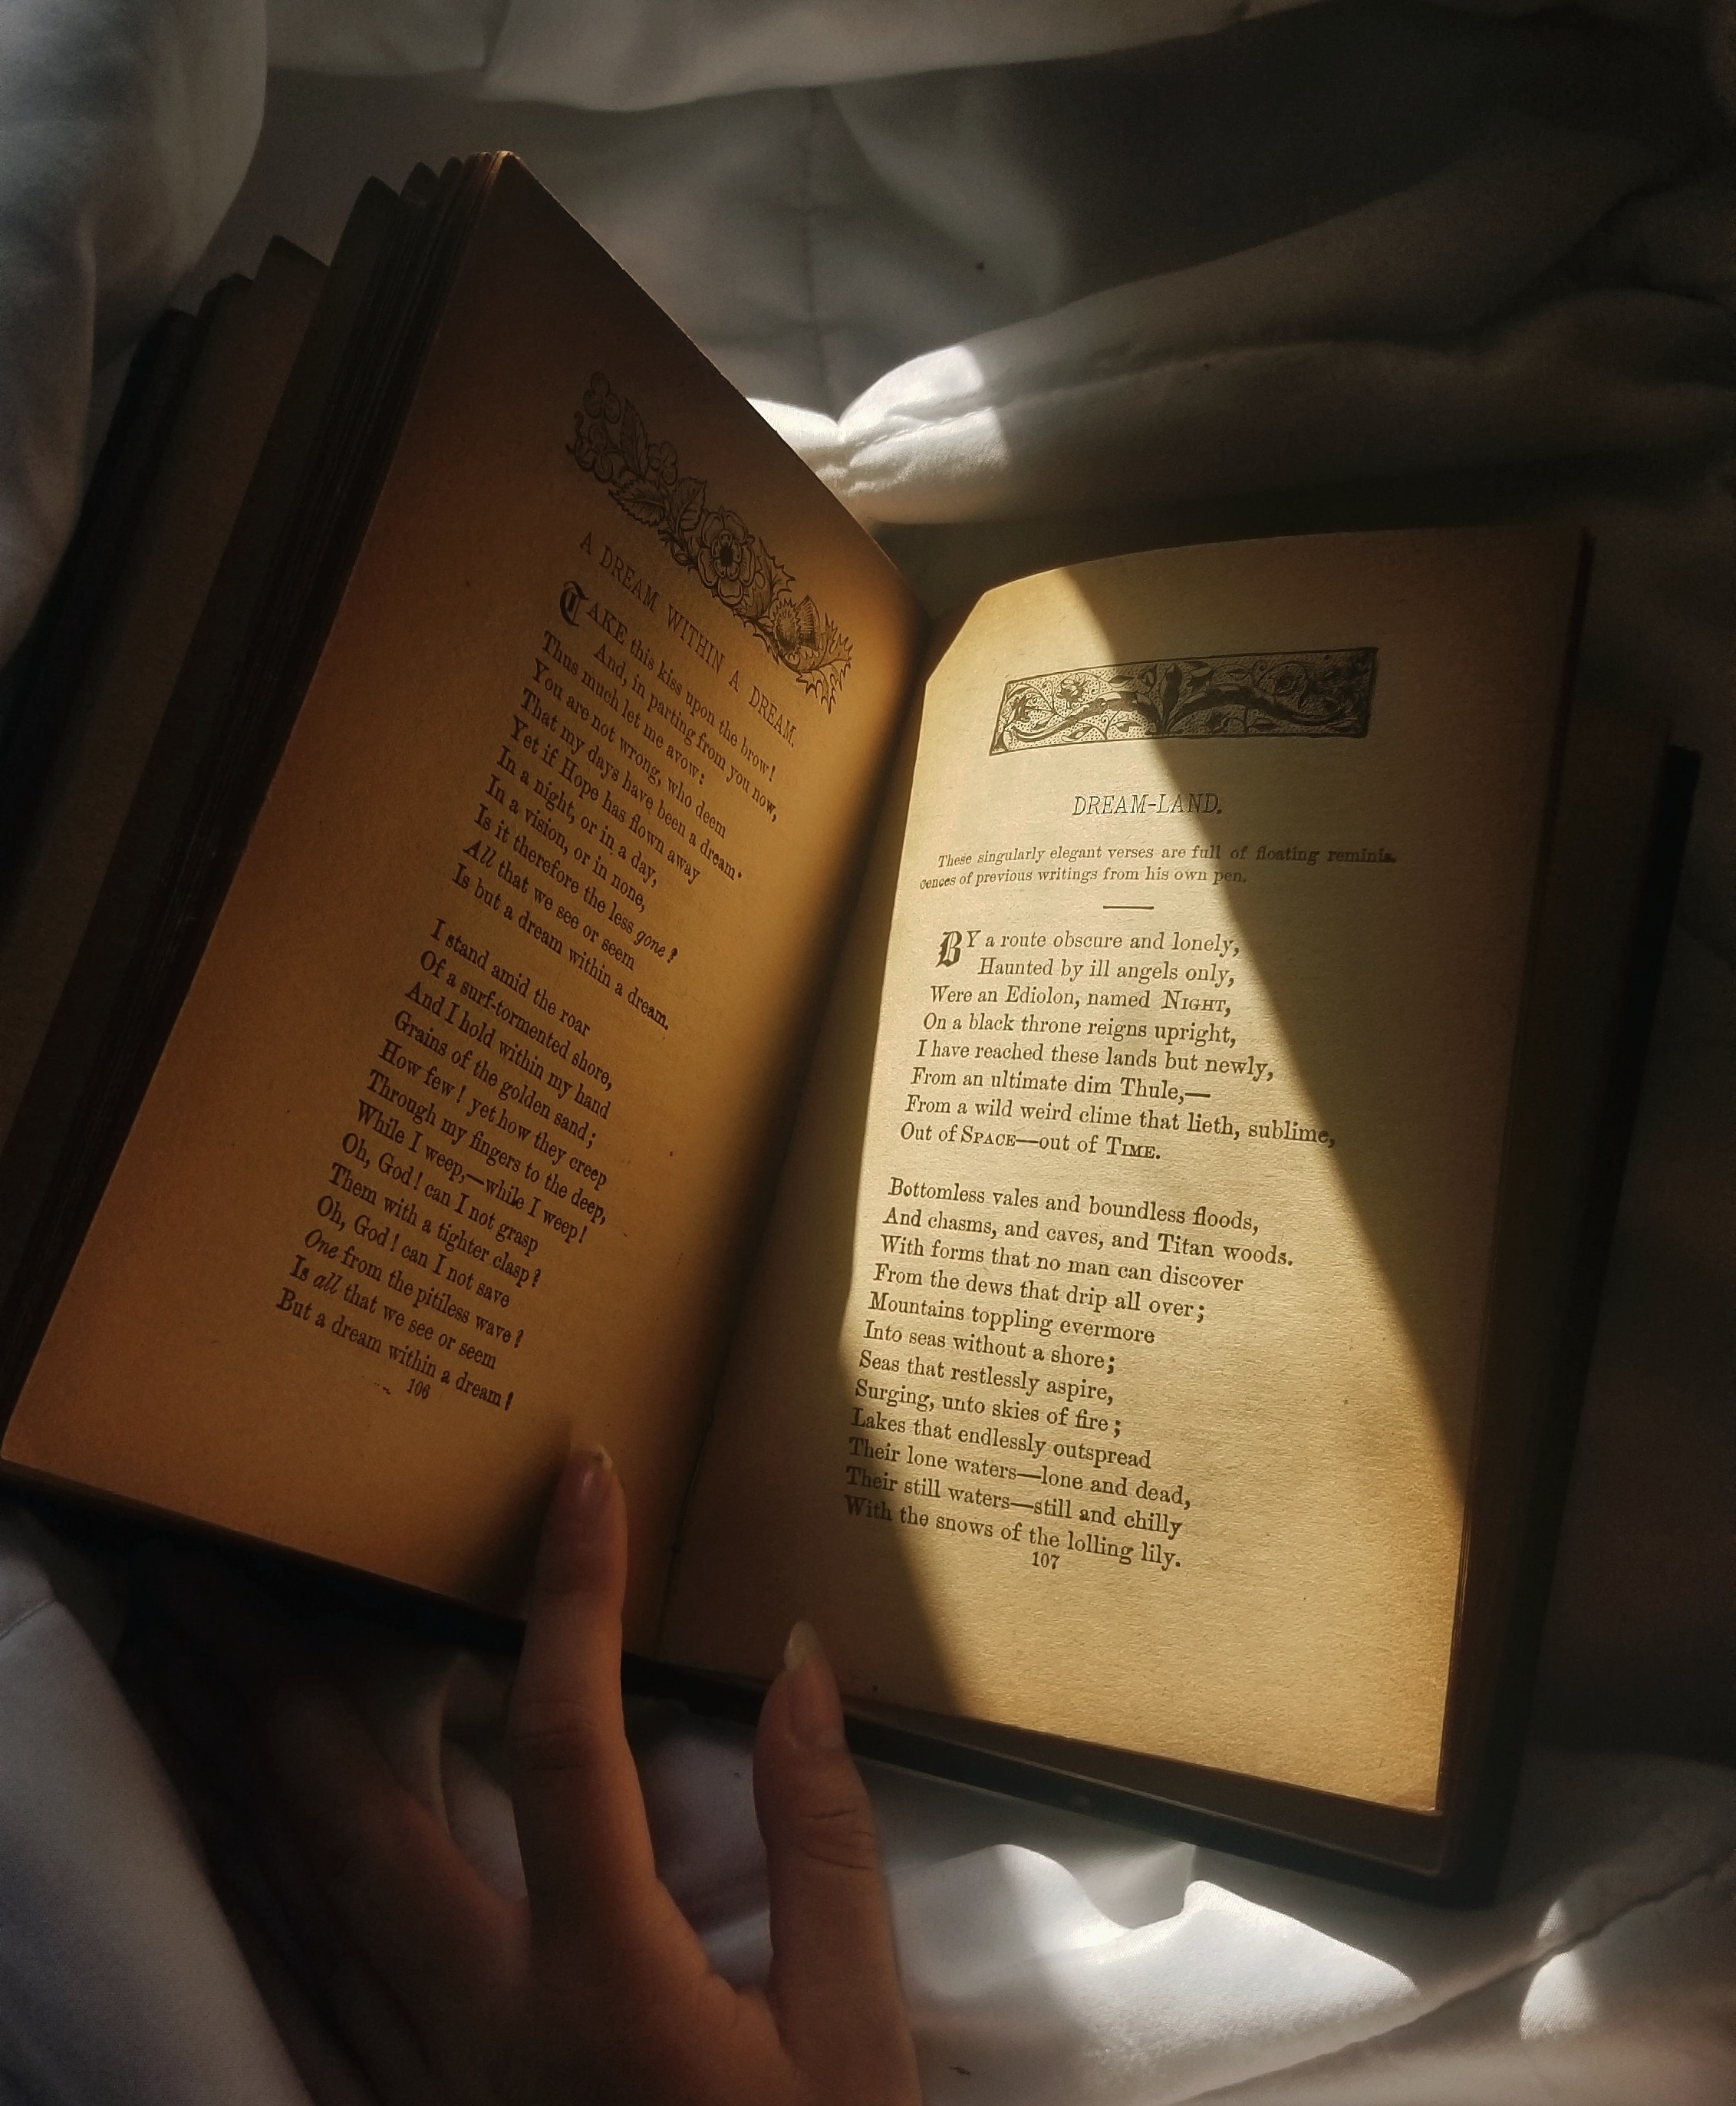 A DREAM WITHIN A DREAM.
TAKE this kiss upon the brow!
And, in parting from you now,
Thus much let me avow:
You are not wrong, who deem
That my days have been a dream.
Yet if Hope has flown away
In a night, or in a day,
In a vision, or in none,
Is it therefore the less gone?
All that we see or seem
Is but a dream within a dream.
I stand amid the roar
Of a surf-tormented shore,
And I hold within my hand
Grains of the golden sand;
How few! yet how they creep
Through my fingers to the deep,
While I weep,—while I weep!
Oh, God! can I not grasp
Them with a tighter clasp?
Oh, God! can I not save
One from the pitiless wave?
Is all that we see or seem
But a dream within a dream!
106
DREAM-LAND.
These singularly elegant verses are full of floating reminis-
cences of previous writings from his own pen.
BY a route obscure and lonely,
Haunted by ill angels only,
Were an Ediolon, named NIGHT,
On a black throne reigns upright,
I have reached these lands but newly,
From an ultimate dim Thule,—
From a wild weird clime that lieth, sublime,
Out of SPACE—out of TIME.
Bottomless vales and boundless floods,
And chasms, and caves, and Titan woods.
With forms that no man can discover
From the dews that drip all over;
Mountains toppling evermore
Into seas without a shore;
Seas that restlessly aspire,
Surging, unto skies of fire;
Lakes that endlessly outspread
Their lone waters—lone and dead,
Their still waters—still and chilly
With the snows of the lolling lily.
107